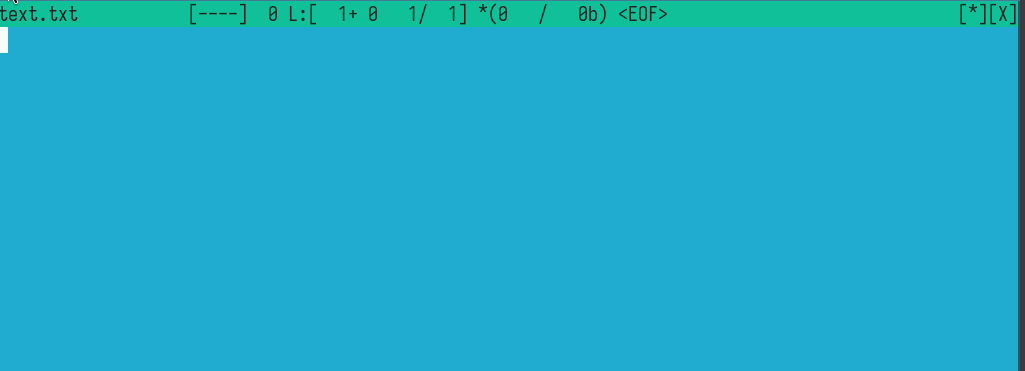 text.txt [----] 0 L:[ 1+ 0 1/ 1] *(0 / 0b) <EOF> [*][X]